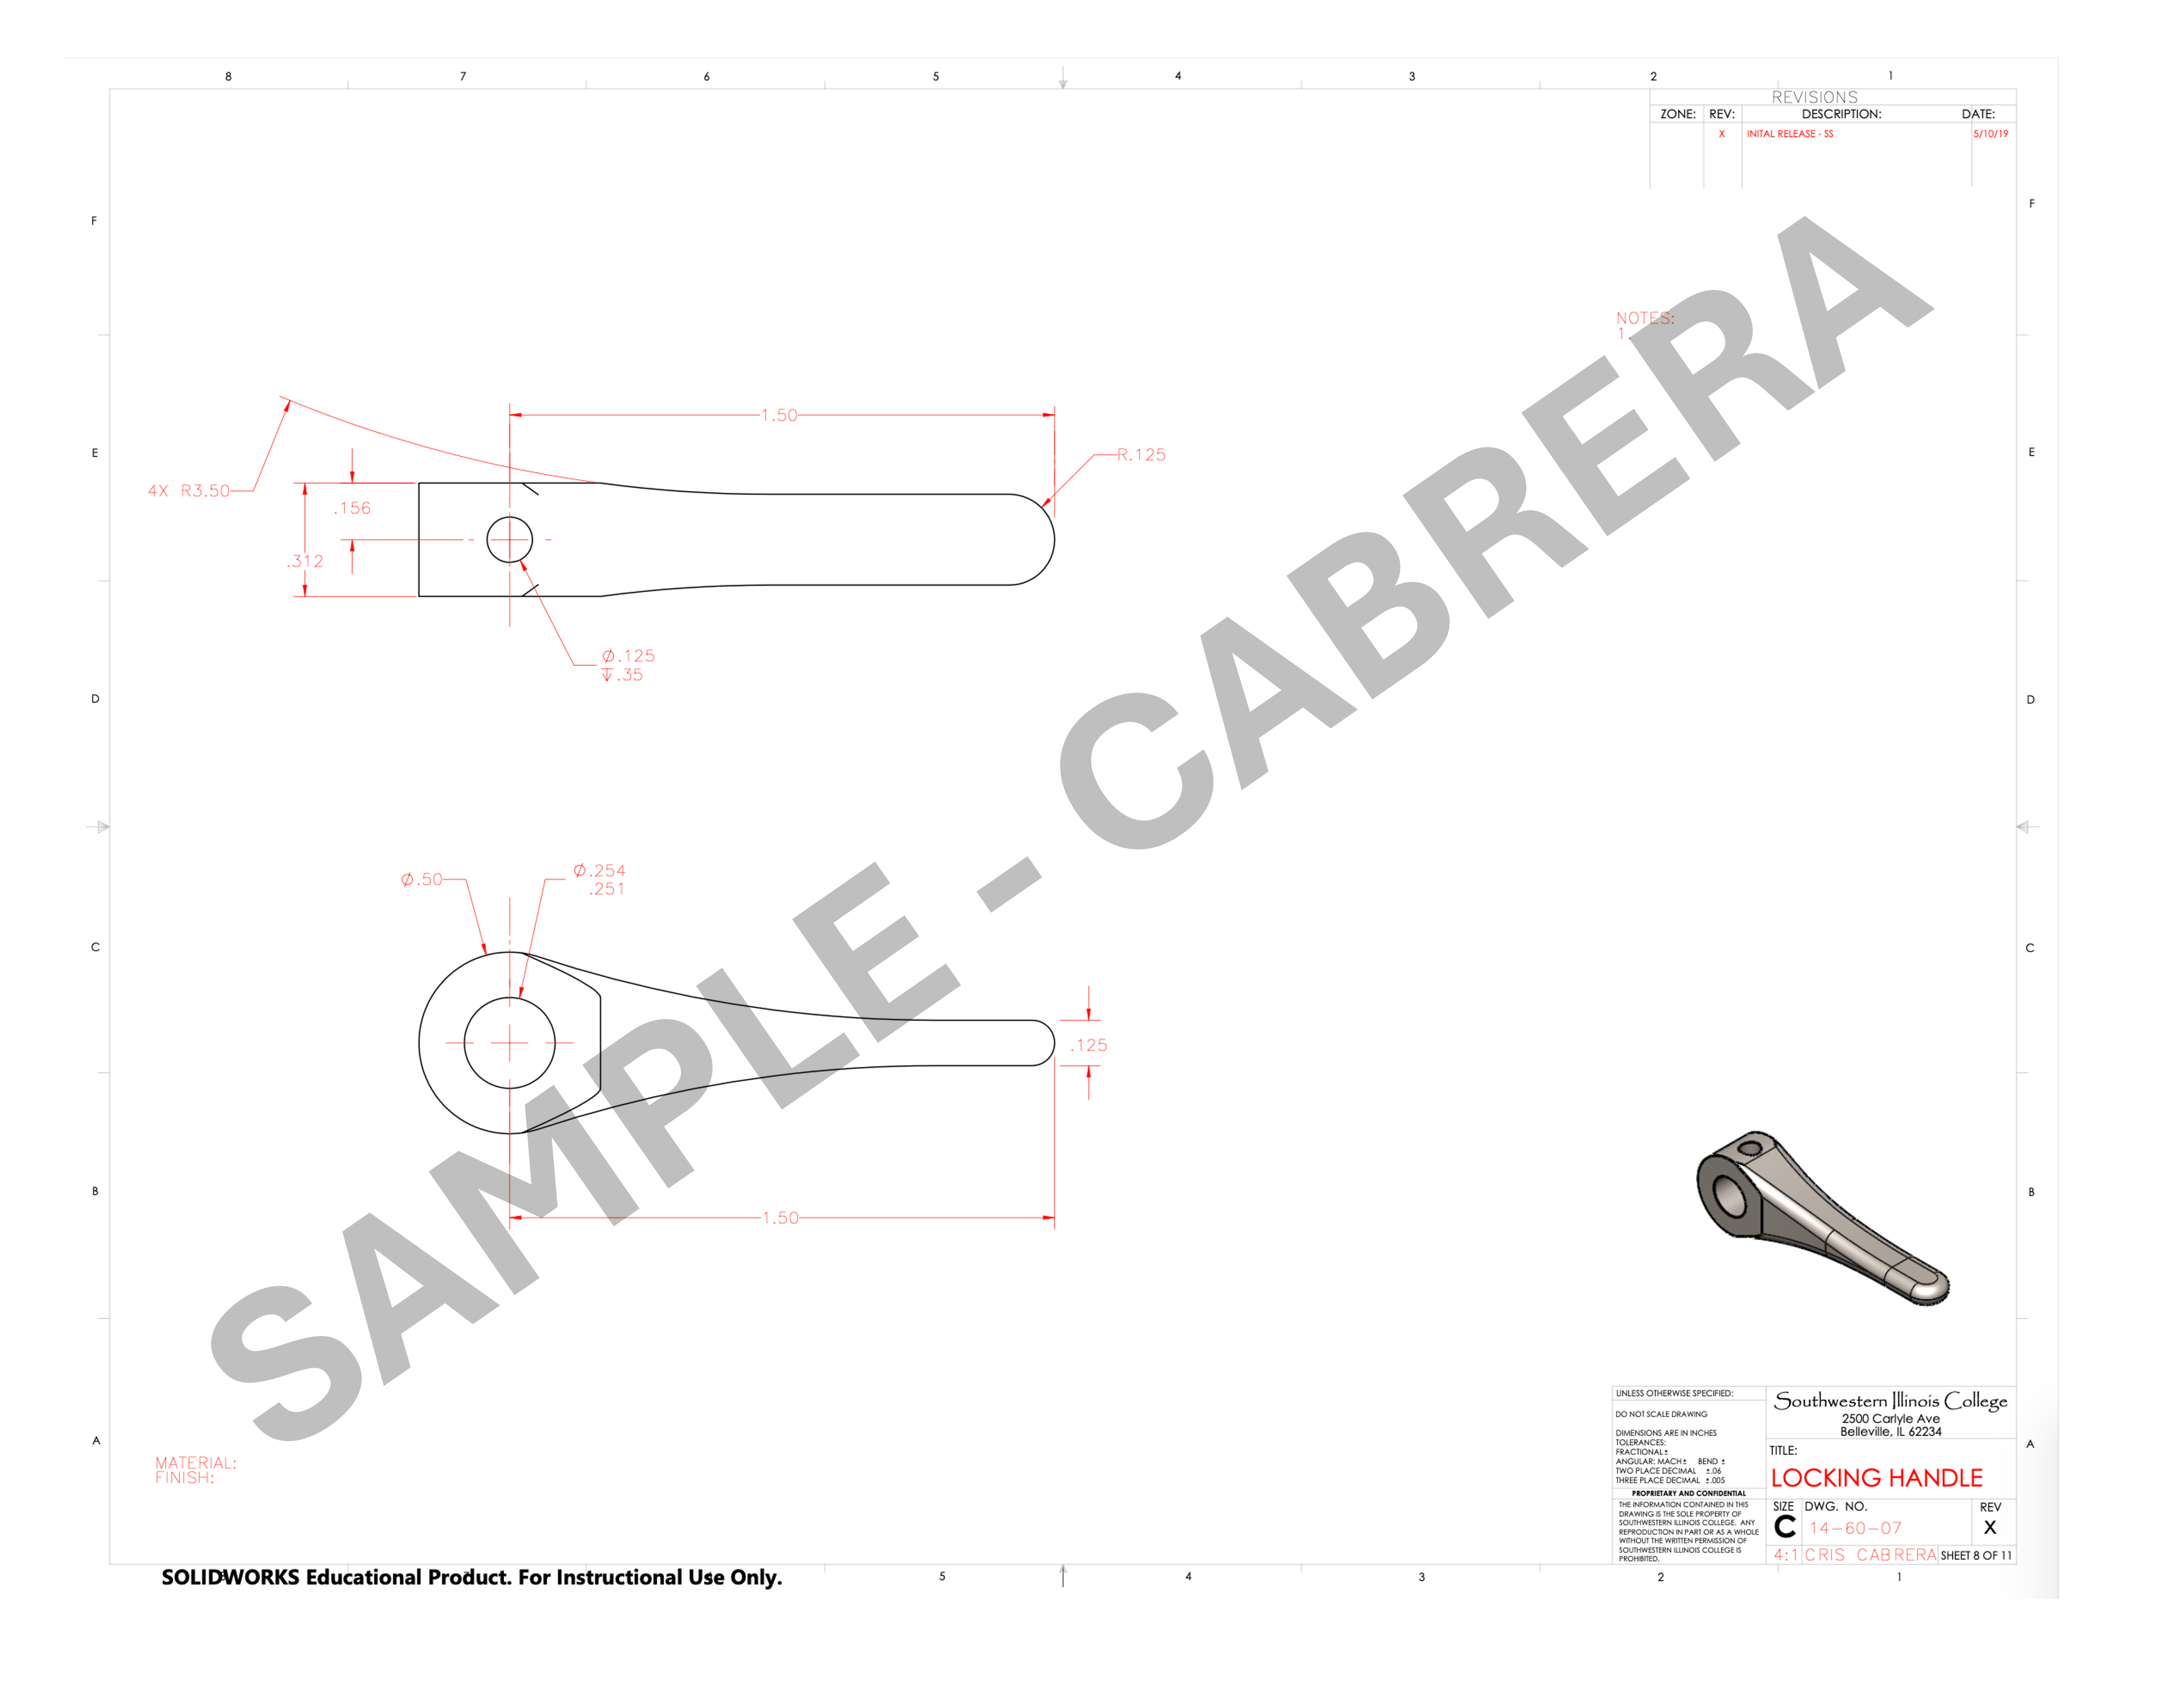 8 7 6 5 4 3 2 1
REVISIONS
ZONE: REV: DESCRIPTION: DATE:
X INITAL RELEASE - SS 5/10/19
F F
NOTES:
1.
1.50
E E
R.125
4X R3.50
.156
.312
Ø.125
↧.35
D D
SAMPLE - CABRERA
Ø.50
Ø.254
.251
C C
.125
B B
1.50
UNLESS OTHERWISE SPECIFIED:
DO NOT SCALE DRAWING
DIMENSIONS ARE IN INCHES
TOLERANCES:
FRACTIONAL±
ANGULAR: MACH± BEND ±
TWO PLACE DECIMAL ±.06
THREE PLACE DECIMAL ±.005
PROPRIETARY AND CONFIDENTIAL
THE INFORMATION CONTAINED IN THIS
DRAWING IS THE SOLE PROPERTY OF
SOUTHWESTERN ILLINOIS COLLEGE. ANY
REPRODUCTION IN PART OR AS A WHOLE
WITHOUT THE WRITTEN PERMISSION OF
SOUTHWESTERN ILLINOIS COLLEGE IS
PROHIBITED.
Southwestern Illinois College
2500 Carlyle Ave
Belleville, IL 62234
TITLE:
LOCKING HANDLE
SIZE DWG. NO. REV
C 14-60-07 X
4:1 CRIS CABRERA SHEET 8 OF 11
A A
MATERIAL:
FINISH:
SOLIDWORKS Educational Product. For Instructional Use Only.
5 4 3 2 1